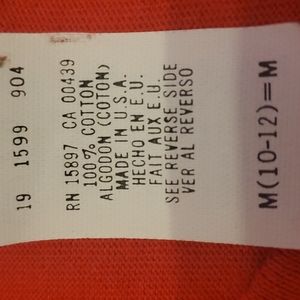 19 1599 904
RN 15897 CA 00439
100% COTTON
ALGODON (COTON)
MADE IN U.S.A.
HECHO EN E.U.
FAIT AUX E.U.
SEE REVERSE SIDE
VER AL REVERSO
M(10-12)=M